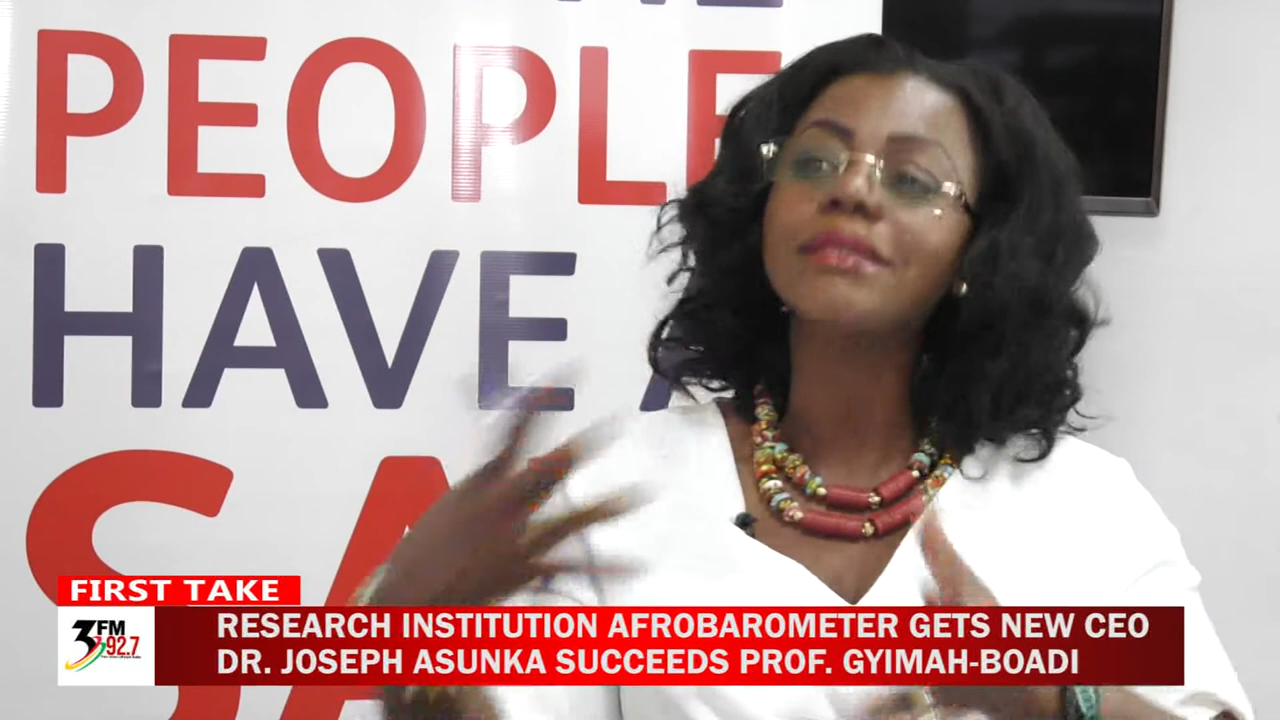 PEOPLE
HAVE A
SA
FIRST TAKE
3FM
92.7
RESEARCH INSTITUTION AFROBAROMETER GETS NEW CEO
DR. JOSEPH ASUNKA SUCCEEDS PROF. GYIMAH-BOADI